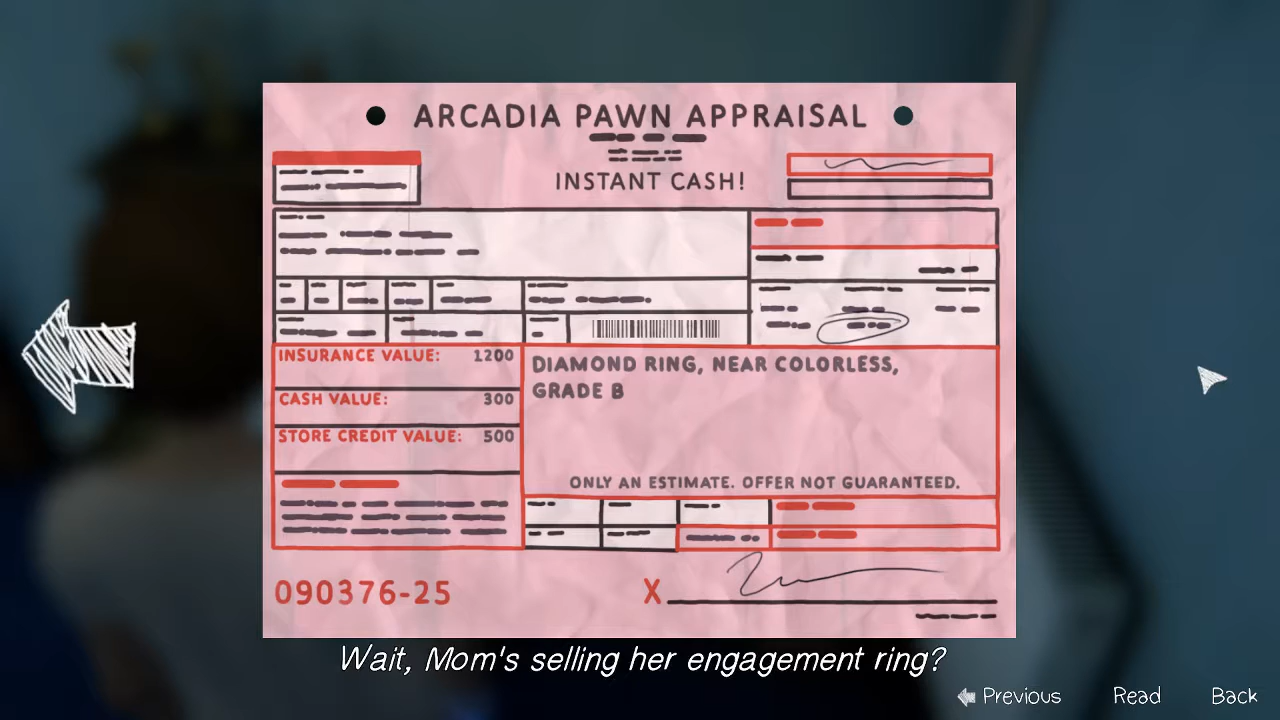 ARCADIA PAWN APPRAISAL
INSTANT CASH!
INSURANCE VALUE: 1200
CASH VALUE: 300
STORE CREDIT VALUE: 500
DIAMOND RING, NEAR COLORLESS,
GRADE B
ONLY AN ESTIMATE. OFFER NOT GUARANTEED.
090376-25
X
Wait, Mom's selling her engagement ring?
Previous
Read
Back